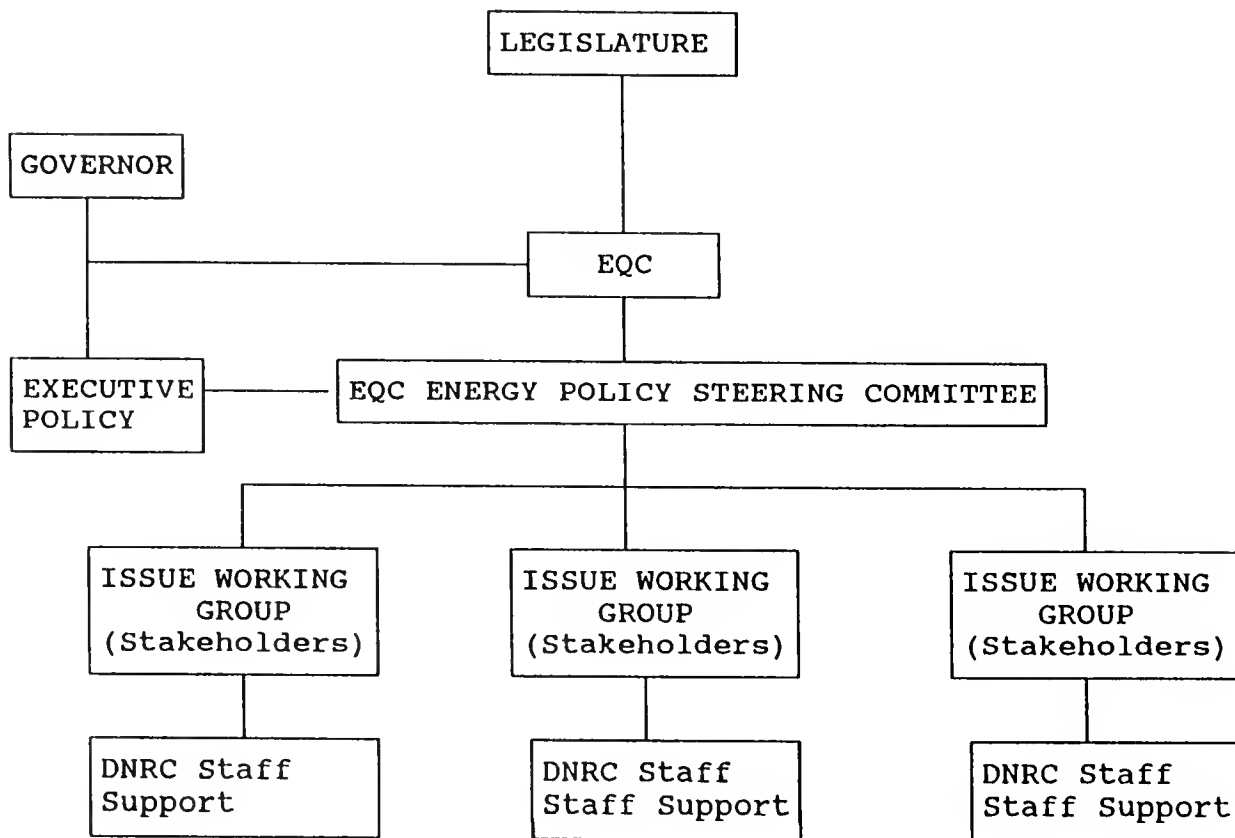 LEGISLATURE
GOVERNOR
EQC
EXECUTIVE
POLICY
EQC ENERGY POLICY STEERING COMMITTEE
ISSUE WORKING
GROUP
(Stakeholders)
ISSUE WORKING
GROUP
(Stakeholders)
ISSUE WORKING
GROUP
(Stakeholders)
DNRC Staff
Support
DNRC Staff
Staff Support
DNRC Staff
Staff Support